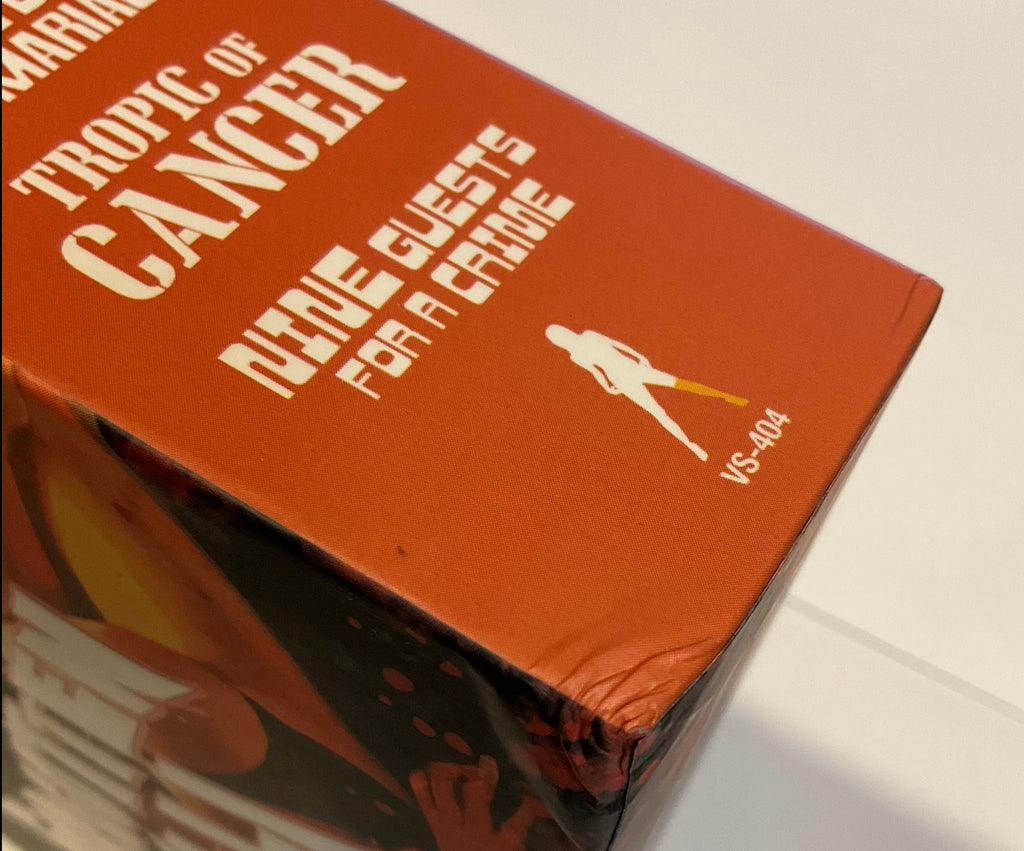 TROPIC OF
CANCER
NINE GUESTS
FOR A CRIME
VS-404